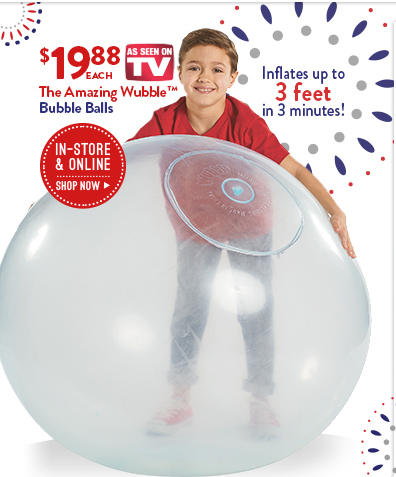 $19.88 EACH
AS SEEN ON
TV
The Amazing Wubble™
Bubble Balls
Inflates up to
3 feet
in 3 minutes!
IN-STORE
& ONLINE
SHOP NOW ▸